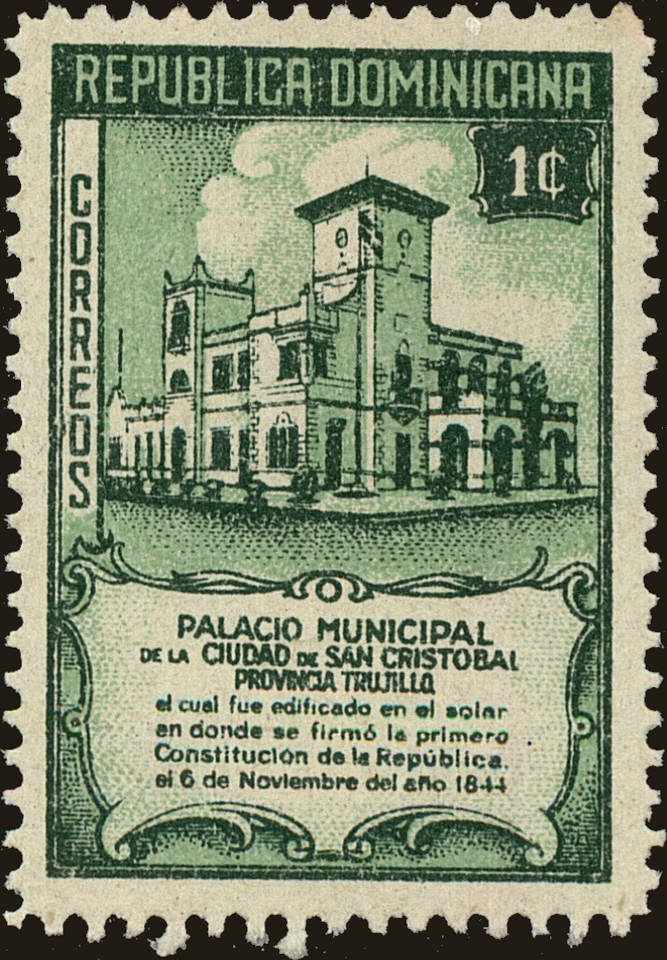 REPUBLICA DOMINICANA
1¢
CORREOS
PALACIO MUNICIPAL
DE LA CIUDAD DE SAN CRISTOBAL
PROVINCIA TRUJILLO
el cual fue edificado en el solar
en donde se firmó la primera
Constitución de la República,
el 6 de Noviembre del año 1844